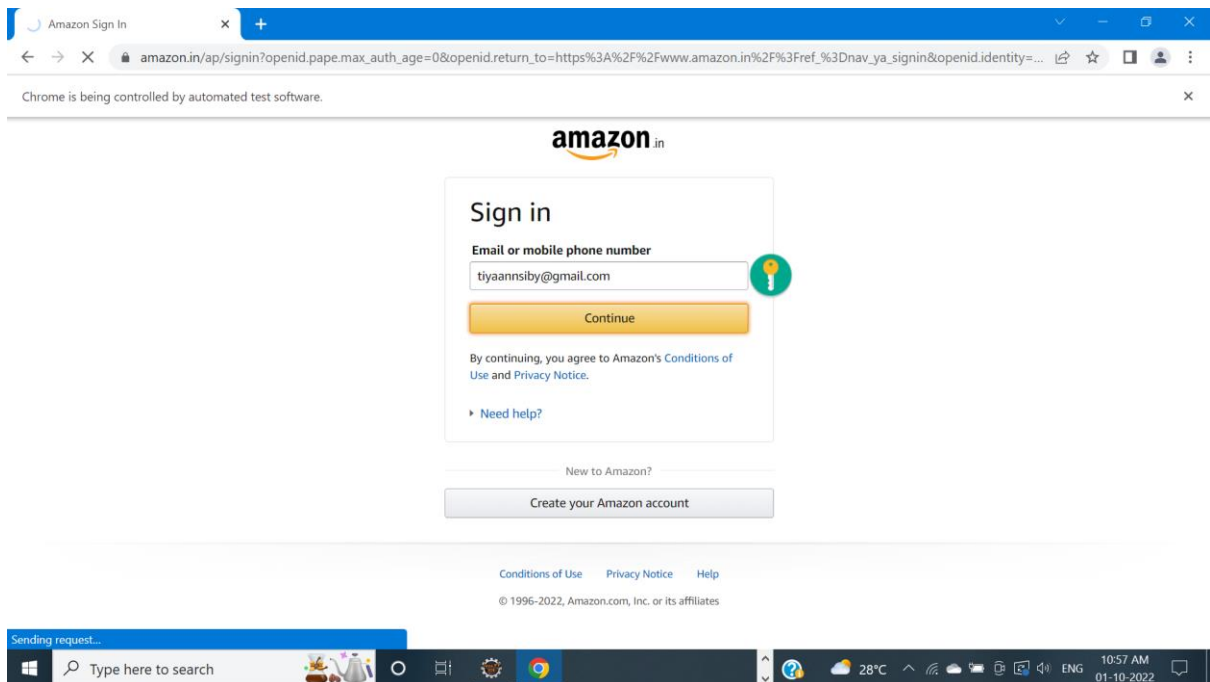 Amazon Sign In
amazon.in/ap/signin?openid.pape.max_auth_age=0&openid.return_to=https%3A%2F%2Fwww.amazon.in%2F%3Fref_%3Dnav_ya_signin&openid.identity=...
Chrome is being controlled by automated test software.
amazon.in
Sign in
Email or mobile phone number
tiyaannsiby@gmail.com
Continue
By continuing, you agree to Amazon's Conditions of
Use and Privacy Notice.
Need help?
New to Amazon?
Create your Amazon account
Conditions of Use Privacy Notice Help
© 1996-2022, Amazon.com, Inc. or its affiliates
Sending request...
Type here to search
28°C
ENG
10:57 AM
01-10-2022